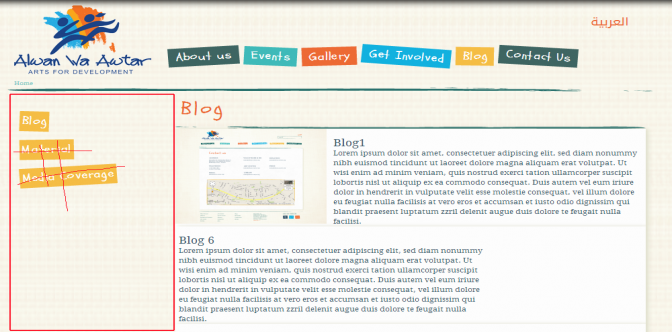 العربية
Alwan Wa Awtar
ARTS FOR DEVELOPMENT
About us
Events
Gallery
Get Involved
Blog
Contact Us
Home
Blog
Material
Media Coverage
Blog
Blog1
Lorem ipsum dolor sit amet, consectetuer adipiscing elit, sed diam nonummy
nibh euismod tincidunt ut laoreet dolore magna aliquam erat volutpat. Ut
wisi enim ad minim veniam, quis nostrud exerci tation ullamcorper suscipit
lobortis nisl ut aliquip ex ea commodo consequat. Duis autem vel eum iriure
dolor in hendrerit in vulputate velit esse molestie consequat, vel illum dolore
eu feugiat nulla facilisis at vero eros et accumsan et iusto odio dignissim qui
blandit praesent luptatum zzril delenit augue duis dolore te feugait nulla
facilisi.
Blog 6
Lorem ipsum dolor sit amet, consectetuer adipiscing elit, sed diam nonummy
nibh euismod tincidunt ut laoreet dolore magna aliquam erat volutpat. Ut
wisi enim ad minim veniam, quis nostrud exerci tation ullamcorper suscipit
lobortis nisl ut aliquip ex ea commodo consequat. Duis autem vel eum iriure
dolor in hendrerit in vulputate velit esse molestie consequat, vel illum dolore
eu feugiat nulla facilisis at vero eros et accumsan et iusto odio dignissim qui
blandit praesent luptatum zzril delenit augue duis dolore te feugait nulla
facilisi.